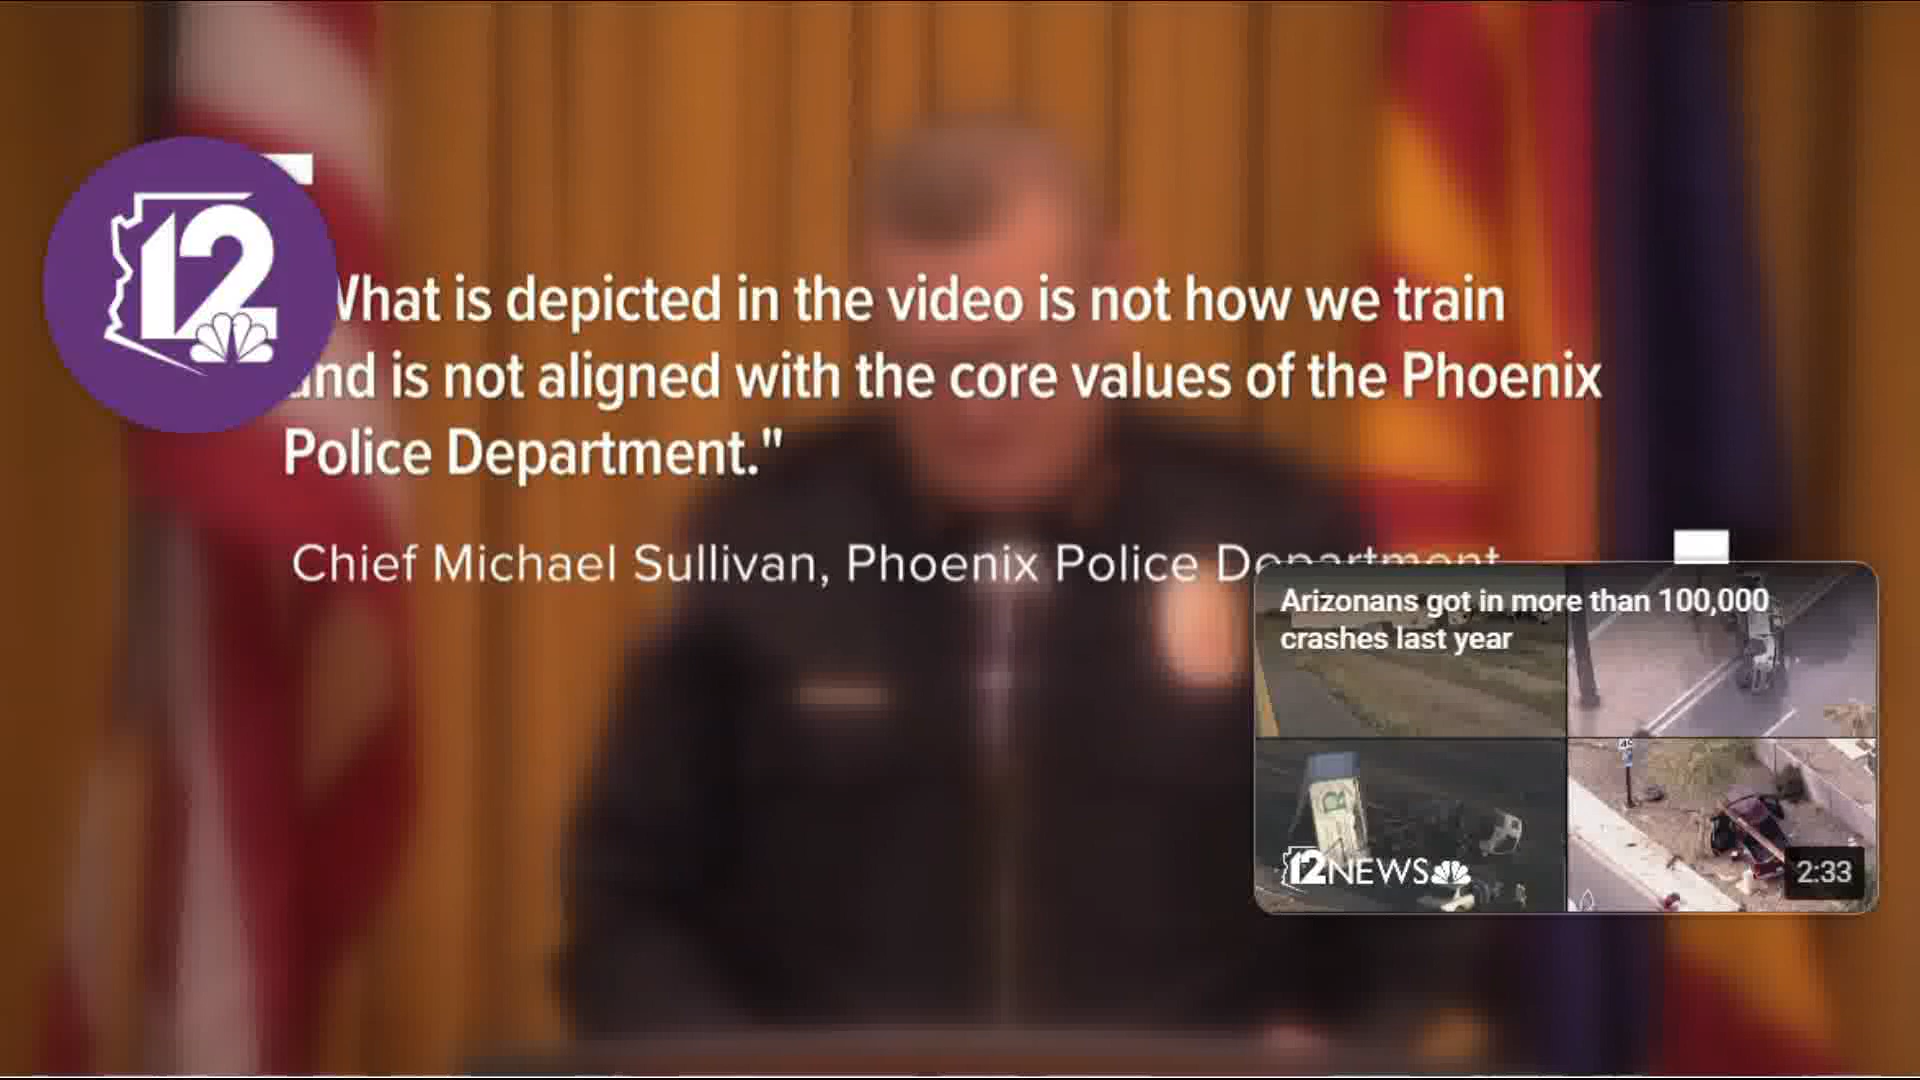 12
What is depicted in the video is not how we train
and is not aligned with the core values of the Phoenix
Police Department."
Chief Michael Sullivan, Phoenix Police Department
Arizonans got in more than 100,000
crashes last year
12NEWS
2:33